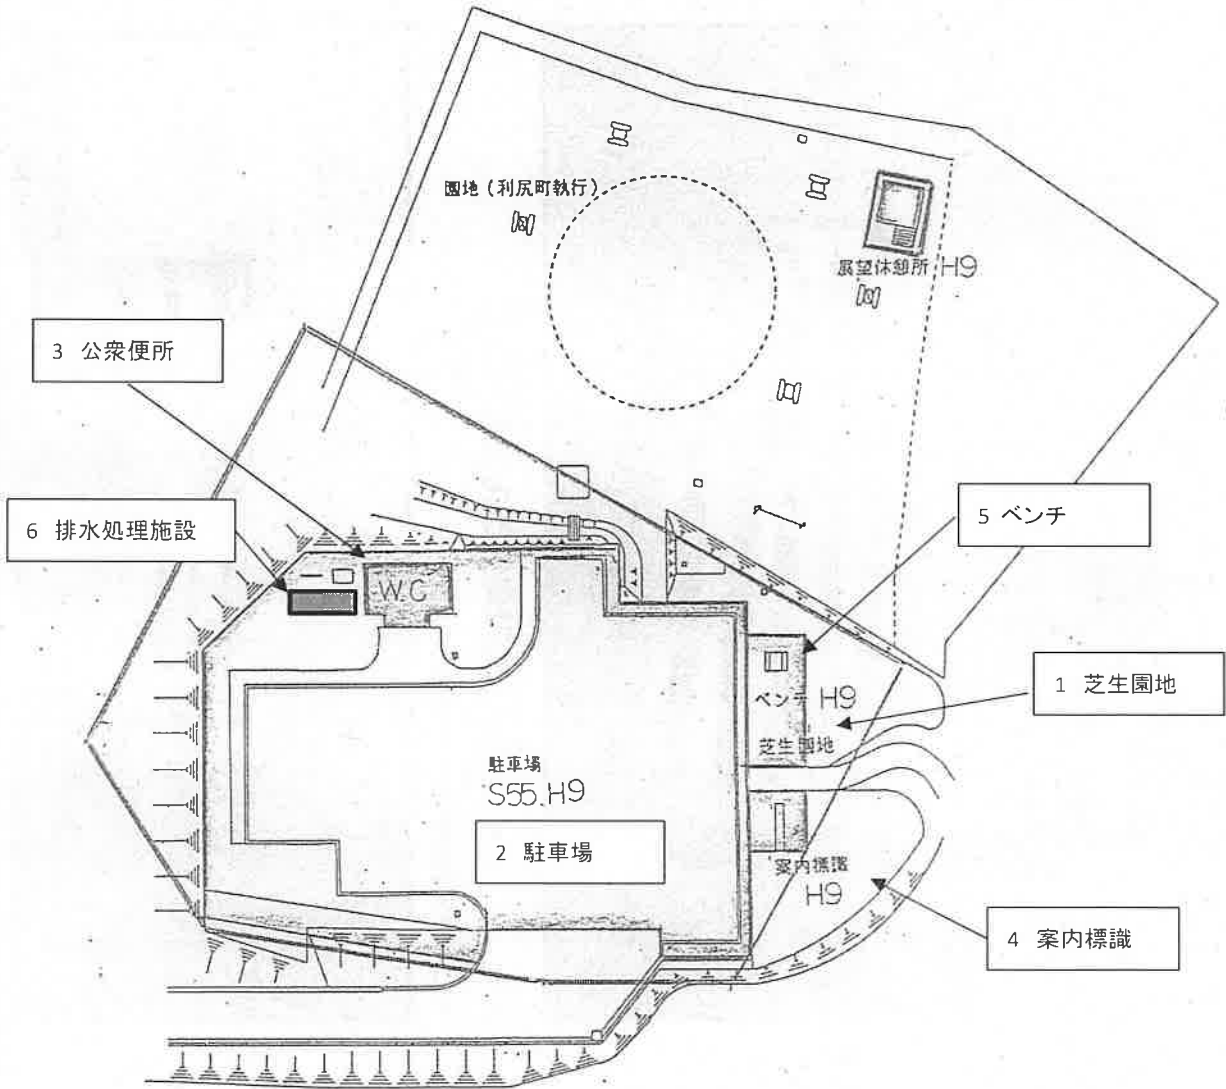 園地（利尻町執行）
展望休憩所 H9
3 公衆便所
6 排水処理施設
5 ベンチ
W.C
1 芝生園地
ベンチ H9
芝生園地
駐車場
S55.H9
2 駐車場
案内標識
H9
4 案内標識